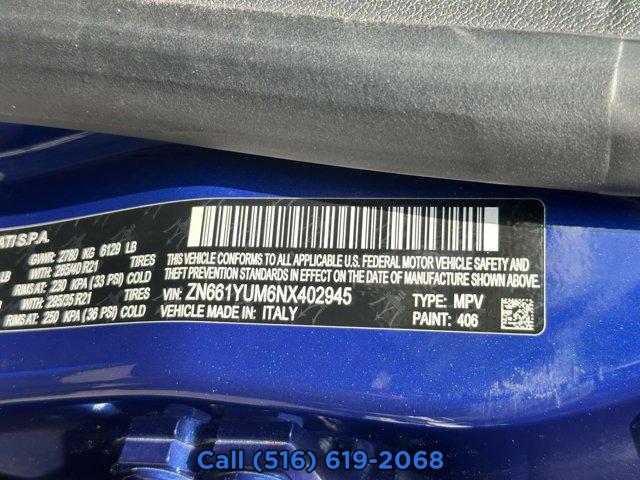 ATI S.P.A.
GVWR: 2780 KG 6129 LB
LB WITH: 265/40 R21 TIRES
RIMS AT: 230 KPA (33 PSI) COLD
WITH: 295/35 R21 TIRES
RIMS AT: 250 KPA (36 PSI) COLD
THIS VEHICLE CONFORMS TO ALL APPLICABLE U.S. FEDERAL MOTOR VEHICLE SAFETY AND
THEFT PREVENTION STANDARDS IN EFFECT ON THE DATE OF MANUFACTURE SHOWN ABOVE.
VIN: ZN661YUM6NX402945 TYPE: MPV
VEHICLE MADE IN: ITALY PAINT: 406
Call (516) 619-2068